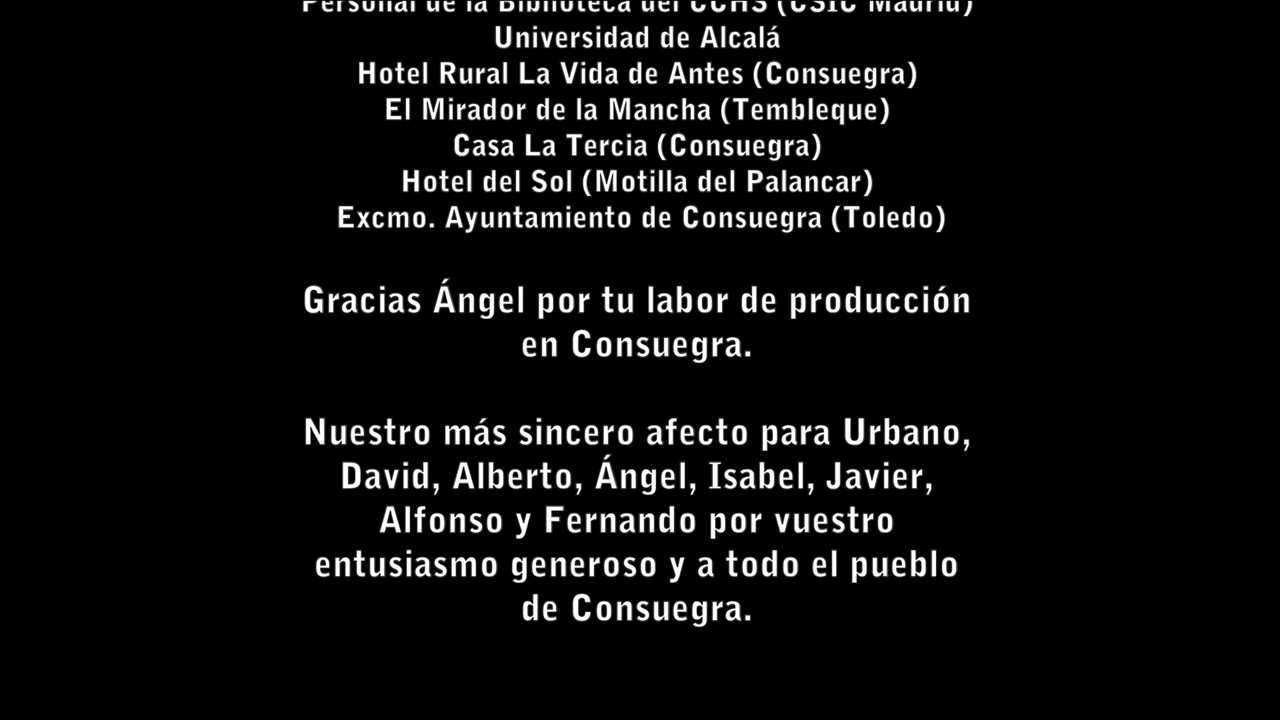 Personal de la Biblioteca del CCHS (CSIC Madrid)
Universidad de Alcalá
Hotel Rural La Vida de Antes (Consuegra)
El Mirador de la Mancha (Tembleque)
Casa La Tercia (Consuegra)
Hotel del Sol (Motilla del Palancar)
Excmo. Ayuntamiento de Consuegra (Toledo)
Gracias Ángel por tu labor de producción
en Consuegra.
Nuestro más sincero afecto para Urbano,
David, Alberto, Ángel, Isabel, Javier,
Alfonso y Fernando por vuestro
entusiasmo generoso y a todo el pueblo
de Consuegra.